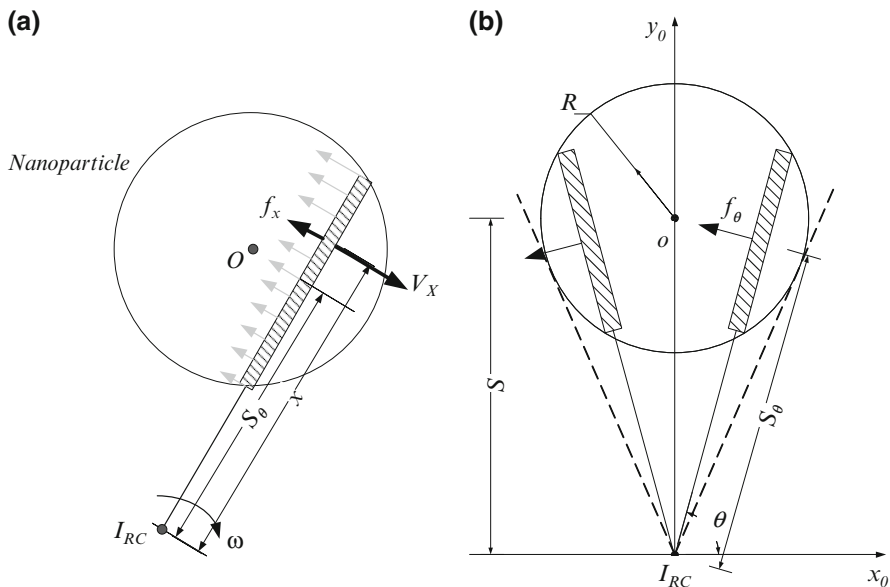 (a)
Nanoparticle
O
f_x
V_X
S_θ
x
I_RC
ω
(b)
y_0
R
f_θ
o
S
S_θ
θ
I_RC
x_0